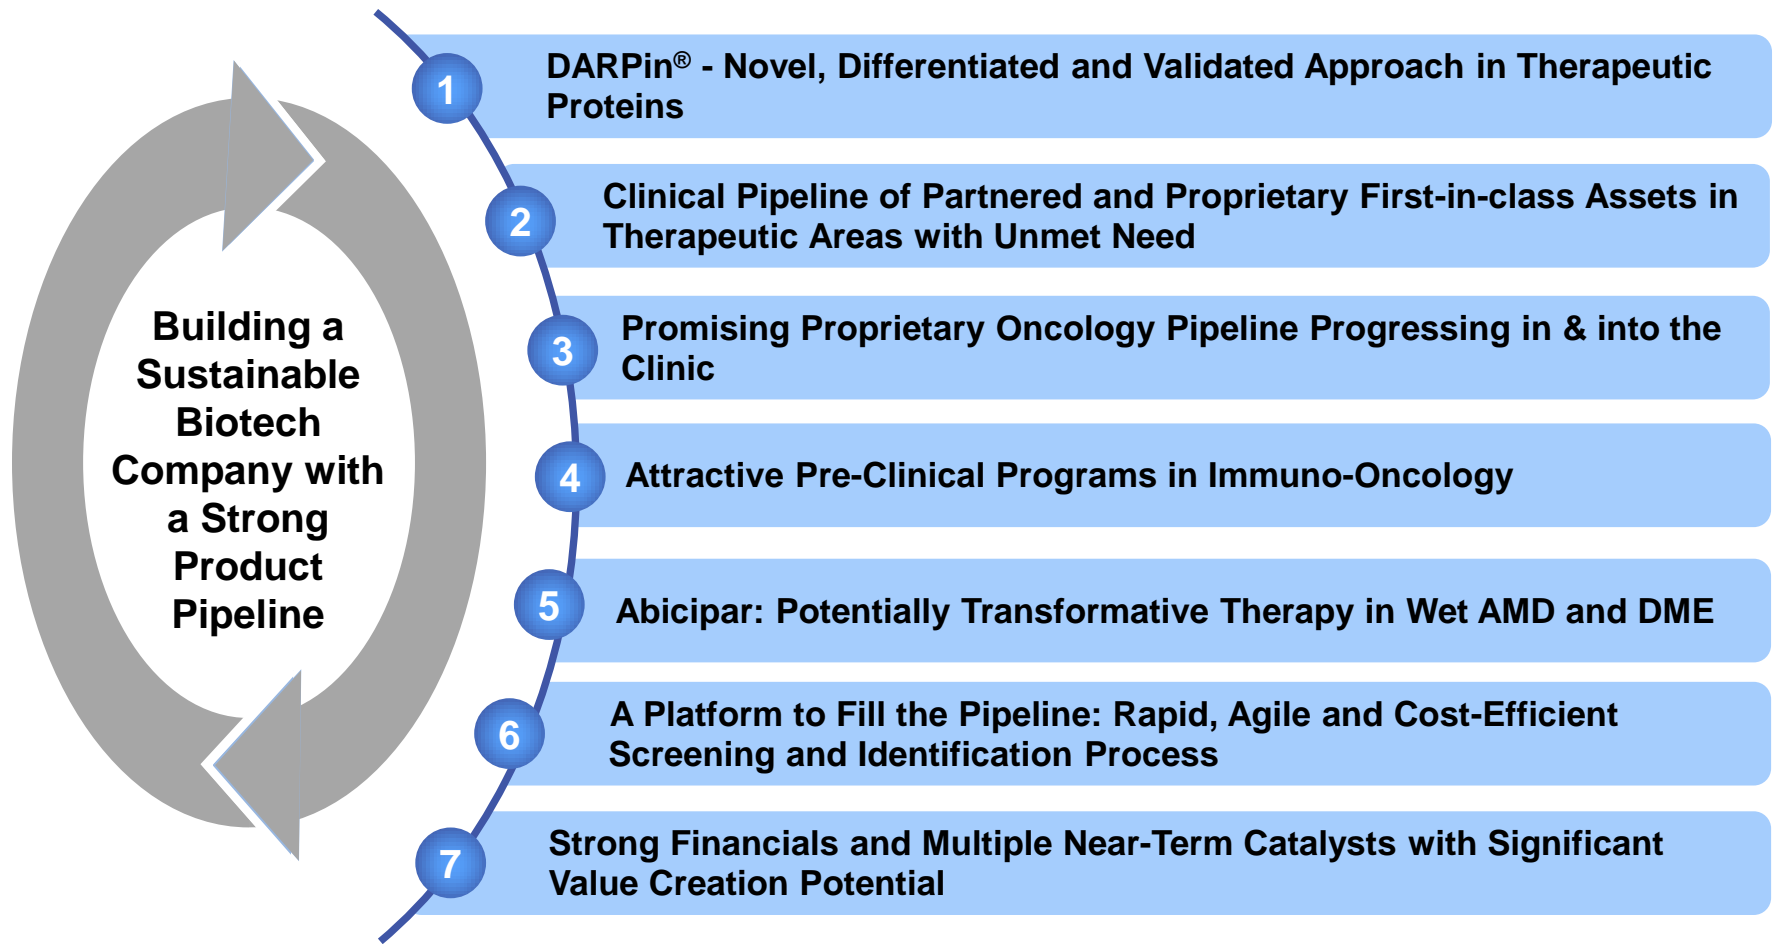 Building a
Sustainable
Biotech
Company with
a Strong
Product
Pipeline
1
DARPin® - Novel, Differentiated and Validated Approach in Therapeutic
Proteins
2
Clinical Pipeline of Partnered and Proprietary First-in-class Assets in
Therapeutic Areas with Unmet Need
3
Promising Proprietary Oncology Pipeline Progressing in & into the
Clinic
4
Attractive Pre-Clinical Programs in Immuno-Oncology
5
Abicipar: Potentially Transformative Therapy in Wet AMD and DME
6
A Platform to Fill the Pipeline: Rapid, Agile and Cost-Efficient
Screening and Identification Process
7
Strong Financials and Multiple Near-Term Catalysts with Significant
Value Creation Potential